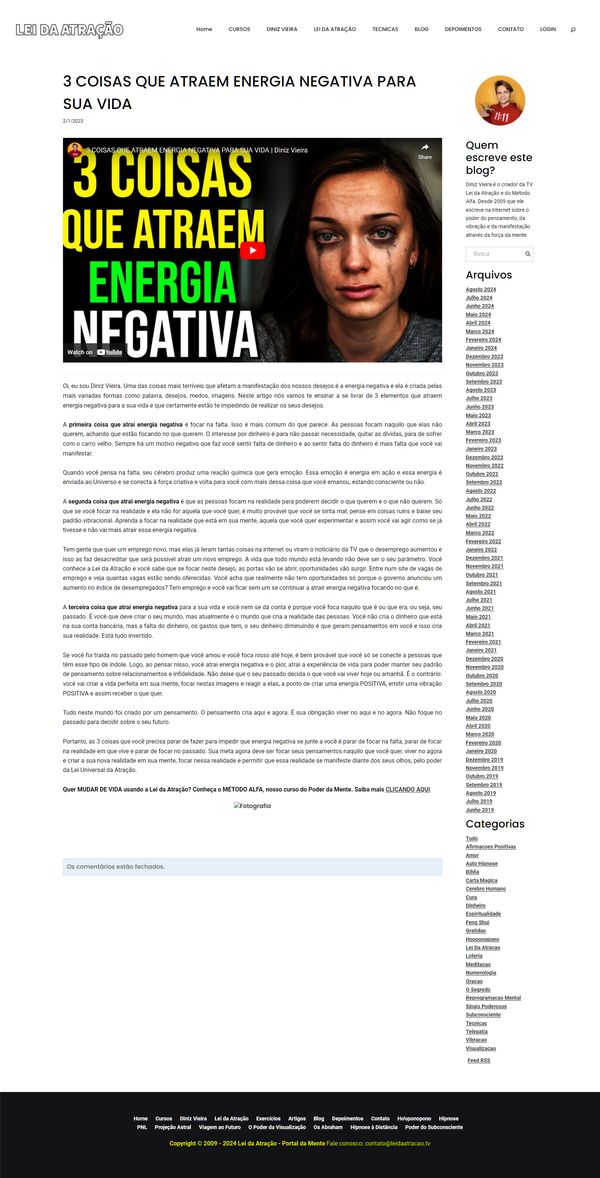 LEI DA ATRAÇÃO
Home CURSOS DINIZ VIEIRA LEI DA ATRAÇÃO TECNICAS BLOG DEPOIMENTOS CONTATO LOGIN
3 COISAS QUE ATRAEM ENERGIA NEGATIVA PARA
SUA VIDA
2/1/2023
3 COISAS QUE ATRAEM ENERGIA NEGATIVA PARA SUA VIDA | Diniz Vieira
Share
3 COISAS
QUE ATRAEM
ENERGIA
NEGATIVA
Watch on YouTube
Oi, eu sou Diniz Vieira. Uma das coisas mais terríveis que afetam a manifestação dos nossos desejos é a energia negativa e ela é criada pelas
mais variadas formas como palavra, desejos, medos, imagens. Neste artigo nós vamos te ensinar a se livrar de 3 elementos que atraem
energia negativa para a sua vida e que certamente estão te impedindo de realizar os seus desejos.
A primeira coisa que atrai energia negativa é focar na falta. Isso é mais comum do que parece. As pessoas focam naquilo que elas não
querem, achando que estão focando no que querem. O interesse por dinheiro é para não passar necessidade, quitar as dívidas, para de sofrer
com o carro velho. Sempre há um motivo negativo que faz você sentir falta de dinheiro e ao sentir falta do dinheiro é mais falta que você vai
manifestar.
Quando você pensa na falta, seu cérebro produz uma reação química que gera emoção. Essa emoção é energia em ação e essa energia é
enviada ao Universo e se conecta à força criativa e volta para você com mais dessa coisa que você emanou, estando consciente ou não.
A segunda coisa que atrai energia negativa é que as pessoas focam na realidade para poderem decidir o que querem e o que não querem. Só
que se você focar na realidade e ela não for aquela que você quer, é muito provável que você se sinta mal, pense em coisas ruins e baixe seu
padrão vibracional. Aprenda a focar na realidade que está em sua mente, aquela que você quer experimentar e assim você vai agir como se já
tivesse e não vai mais atrair essa energia negativa.
Tem gente que quer um emprego novo, mas elas já leram tantas coisas na internet ou viram o noticiário da TV que o desemprego aumentou e
isso as faz desacreditar que será possível atrair um novo emprego. A vida que todo mundo está levando não deve ser o seu parâmetro. Você
conhece a Lei da Atração e você sabe que se focar neste desejo, as portas vão se abrir, oportunidades vão surgir. Entre num site de vagas de
emprego e veja quantas vagas estão sendo oferecidas. Você acha que realmente não tem oportunidades só porque o governo anunciou um
aumento no índice de desempregados? Tem emprego e você vai ficar sem um se continuar a atrair energia negativa focando no que é.
A terceira coisa que atrai energia negativa para a sua vida e você nem se dá conta é porque você foca naquilo que é ou que era, ou seja, seu
passado. É você que deve criar o seu mundo, mas atualmente é o mundo que cria a realidade das pessoas. Você não cria o dinheiro que está
na sua conta bancária, mas a falta do dinheiro, os gastos que tem, o seu dinheiro diminuindo é que geram pensamentos em você e isso cria
sua realidade. Está tudo invertido.
Se você foi traída no passado pelo homem que você amou e você foca nisso até hoje, é bem provável que você só se conecte a pessoas que
têm esse tipo de índole. Logo, ao pensar nisso, você atrai energia negativa e o pior, atrai a experiência de vida para poder manter seu padrão
de pensamento sobre relacionamentos e infidelidade. Não deixe que o seu passado decida o que você vai viver hoje ou amanhã. É o contrário:
você vai criar a vida perfeita em sua mente, focar nestas imagens e reagir a elas, a ponto de criar uma energia POSITIVA, emitir uma vibração
POSITIVA e assim receber o que quer.
Tudo neste mundo foi criado por um pensamento. O pensamento cria aqui e agora. É sua obrigação viver no aqui e no agora. Não foque no
passado para decidir sobre o seu futuro.
Portanto, as 3 coisas que você precisa parar de fazer para impedir que energia negativa se junte a você é parar de focar na falta, parar de focar
na realidade em que vive e parar de focar no passado. Sua meta agora deve ser focar seus pensamentos naquilo que você quer, viver no agora
e criar a sua nova realidade em sua mente, focar nessa realidade e permitir que essa realidade se manifeste diante dos seus olhos, pelo poder
da Lei Universal da Atração.
Quer MUDAR DE VIDA usando a Lei da Atração? Conheça o MÉTODO ALFA, nosso curso do Poder da Mente. Saiba mais CLICANDO AQUI
Fotografia
Os comentários estão fechados.
11:11
Quem
escreve este
blog?
Diniz Vieira é o criador da TV
Lei da Atração e do Método
Alfa. Desde 2009 que ele
escreve na Internet sobre o
poder do pensamento, da
vibração e da manifestação
através da força da mente.
Busca
Arquivos
Agosto 2024
Julho 2024
Junho 2024
Maio 2024
Abril 2024
Março 2024
Fevereiro 2024
Janeiro 2024
Dezembro 2023
Novembro 2023
Outubro 2023
Setembro 2023
Agosto 2023
Julho 2023
Junho 2023
Maio 2023
Abril 2023
Março 2023
Fevereiro 2023
Janeiro 2023
Dezembro 2022
Novembro 2022
Outubro 2022
Setembro 2022
Agosto 2022
Julho 2022
Junho 2022
Maio 2022
Abril 2022
Março 2022
Fevereiro 2022
Janeiro 2022
Dezembro 2021
Novembro 2021
Outubro 2021
Setembro 2021
Agosto 2021
Julho 2021
Junho 2021
Maio 2021
Abril 2021
Março 2021
Fevereiro 2021
Janeiro 2021
Dezembro 2020
Novembro 2020
Outubro 2020
Setembro 2020
Agosto 2020
Julho 2020
Junho 2020
Maio 2020
Abril 2020
Março 2020
Fevereiro 2020
Janeiro 2020
Dezembro 2019
Novembro 2019
Outubro 2019
Setembro 2019
Agosto 2019
Julho 2019
Junho 2019
Categorias
Tudo
Afirmacoes Positivas
Amor
Auto Hipnose
Biblia
Carta Magica
Cerebro Humano
Cura
Dinheiro
Espiritualidade
Feng Shui
Gratidao
Hooponopono
Lei Da Atracao
Loteria
Meditacao
Numerologia
Oracao
O Segredo
Reprogramacao Mental
Sinais Poderosos
Subconsciente
Tecnicas
Telepatia
Vibracao
Visualizacao
Feed RSS
Home Cursos Diniz Vieira Lei da Atração Exercícios Artigos Blog Depoimentos Contato Ho'oponopono Hipnose
PNL Projeção Astral Viagem ao Futuro O Poder da Visualização Os Abraham Hipnose à Distância Poder do Subconsciente
Copyright © 2009 - 2024 Lei da Atração - Portal da Mente Fale conosco: contato@leidaatracao.tv